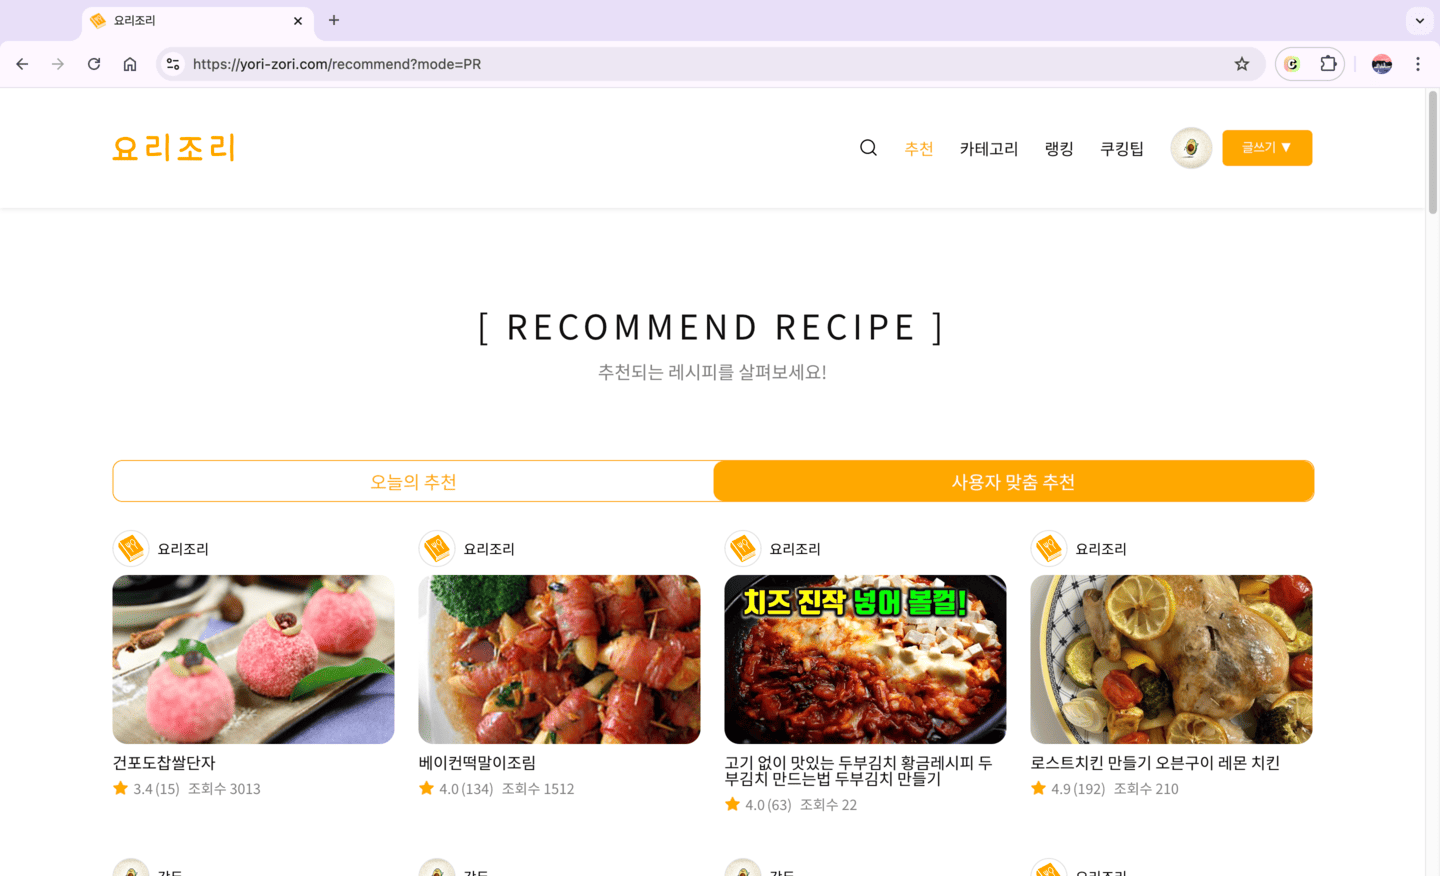 요리조리
https://yori-zori.com/recommend?mode=PR
요리조리
추천 카테고리 랭킹 쿠킹팁 글쓰기 ▼
[ RECOMMEND RECIPE ]
추천되는 레시피를 살펴보세요!
오늘의 추천 사용자 맞춤 추천
요리조리 요리조리 요리조리 요리조리
치즈 진작 넣어 볼껄!
건포도찹쌀단자
3.4 (15) 조회수 3013
베이컨떡말이조림
4.0 (134) 조회수 1512
고기 없이 맛있는 두부김치 황금레시피 두
부김치 만드는법 두부김치 만들기
4.0 (63) 조회수 22
로스트치킨 만들기 오븐구이 레몬 치킨
4.9 (192) 조회수 210
요리조리